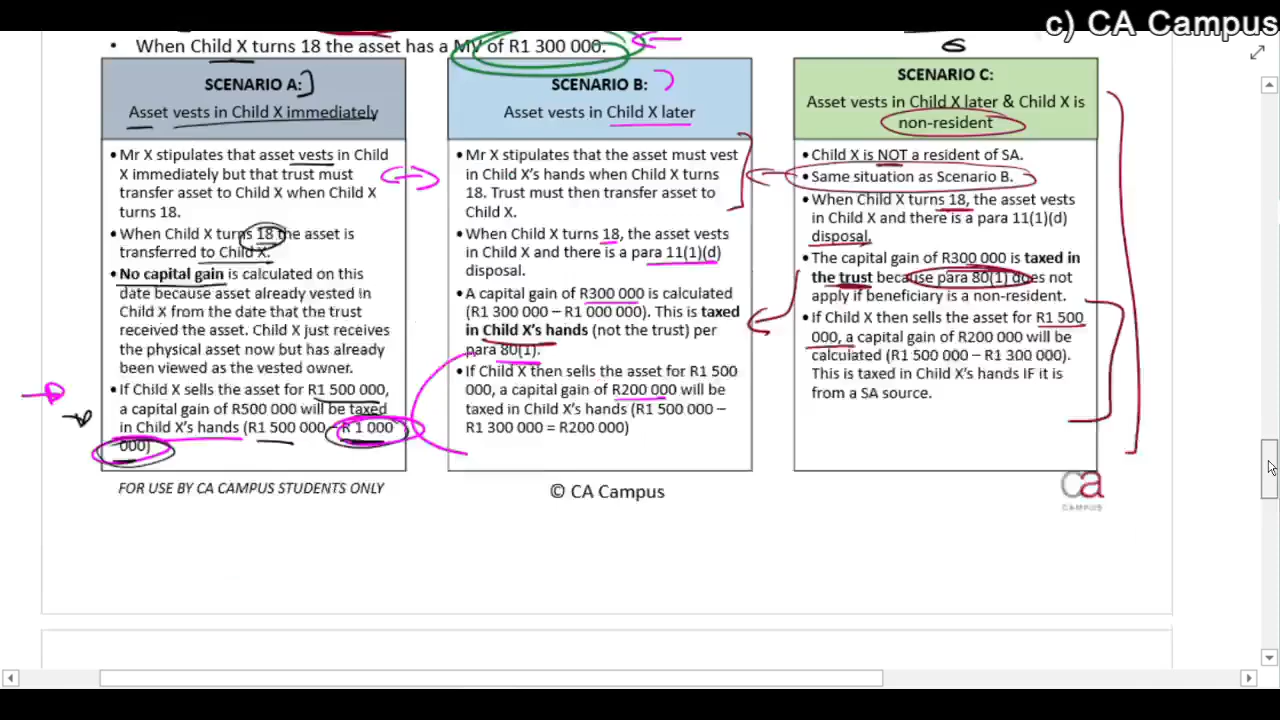 c) CA Campus
• When Child X turns 18 the asset has a MV of R1 300 000.
SCENARIO A:
Asset vests in Child X immediately
• Mr X stipulates that asset vests in Child
X immediately but that trust must
transfer asset to Child X when Child X
turns 18.
• When Child X turns 18 the asset is
transferred to Child X.
• No capital gain is calculated on this
date because asset already vested in
Child X from the date that the trust
received the asset. Child X just receives
the physical asset now but has already
been viewed as the vested owner.
• If Child X sells the asset for R1 500 000,
a capital gain of R500 000 will be taxed
in Child X's hands (R1 500 000 – R 1 000
000)
SCENARIO B:
Asset vests in Child X later
• Mr X stipulates that the asset must vest
in Child X's hands when Child X turns
18. Trust must then transfer asset to
Child X.
• When Child X turns 18, the asset vests
in Child X and there is a para 11(1)(d)
disposal.
• A capital gain of R300 000 is calculated
(R1 300 000 – R1 000 000). This is taxed
in Child X's hands (not the trust) per
para 80(1).
• If Child X then sells the asset for R1 500
000, a capital gain of R200 000 will be
taxed in Child X's hands (R1 500 000 –
R1 300 000 = R200 000)
SCENARIO C:
Asset vests in Child X later & Child X is
non-resident
• Child X is NOT a resident of SA.
• Same situation as Scenario B.
• When Child X turns 18, the asset vests
in Child X and there is a para 11(1)(d)
disposal.
• The capital gain of R300 000 is taxed in
the trust because para 80(1) does not
apply if beneficiary is a non-resident.
• If Child X then sells the asset for R1 500
000, a capital gain of R200 000 will be
calculated (R1 500 000 – R1 300 000).
This is taxed in Child X's hands IF it is
from a SA source.
FOR USE BY CA CAMPUS STUDENTS ONLY
© CA Campus
ca
CAMPUS